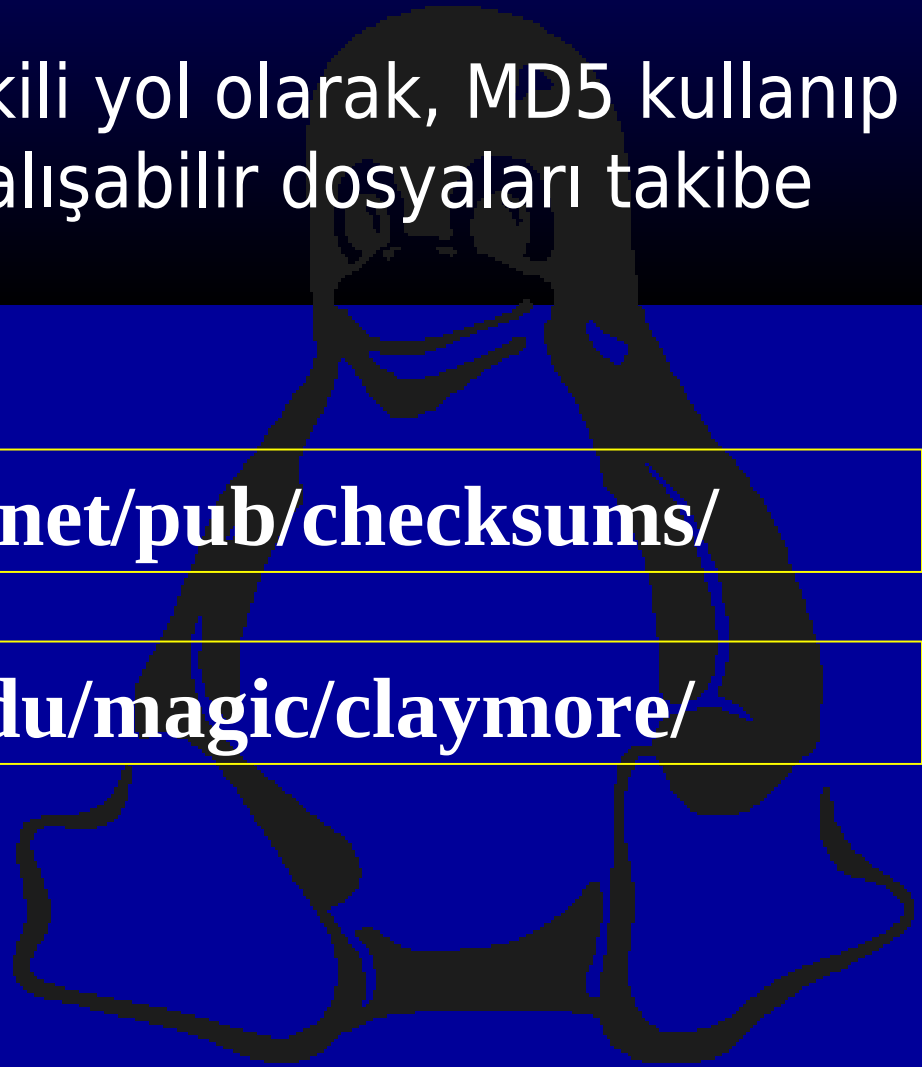 kili yol olarak, MD5 kullanıp
alışabilir dosyaları takibe
net/pub/checksums/
du/magic/claymore/